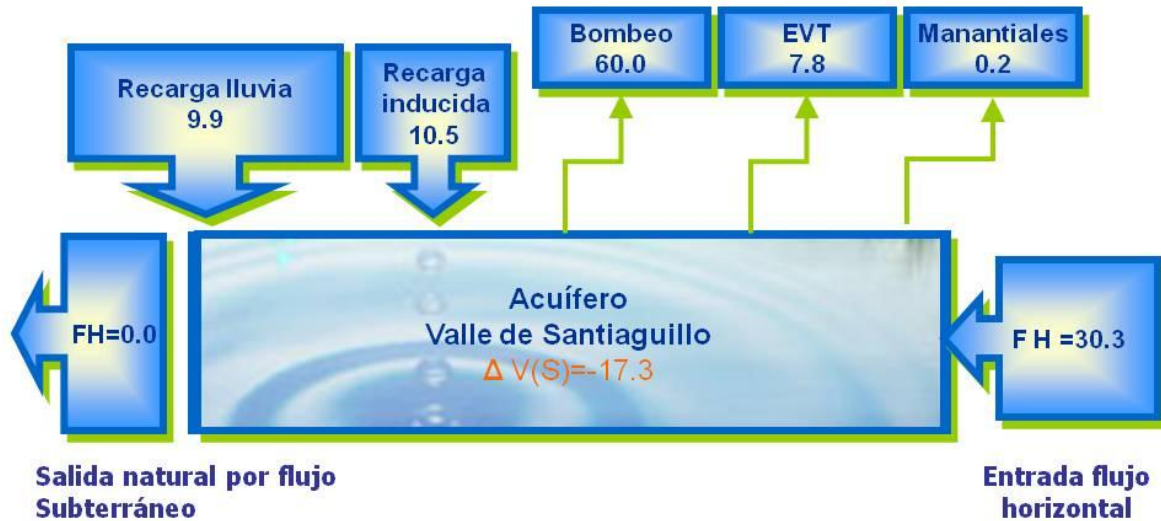 Recarga lluvia
9.9
Recarga
inducida
10.5
Bombeo
60.0
EVT
7.8
Manantiales
0.2
FH=0.0
Acuífero
Valle de Santiaguillo
Δ V(S)=-17.3
F H =30.3
Salida natural por flujo
Subterráneo
Entrada flujo
horizontal